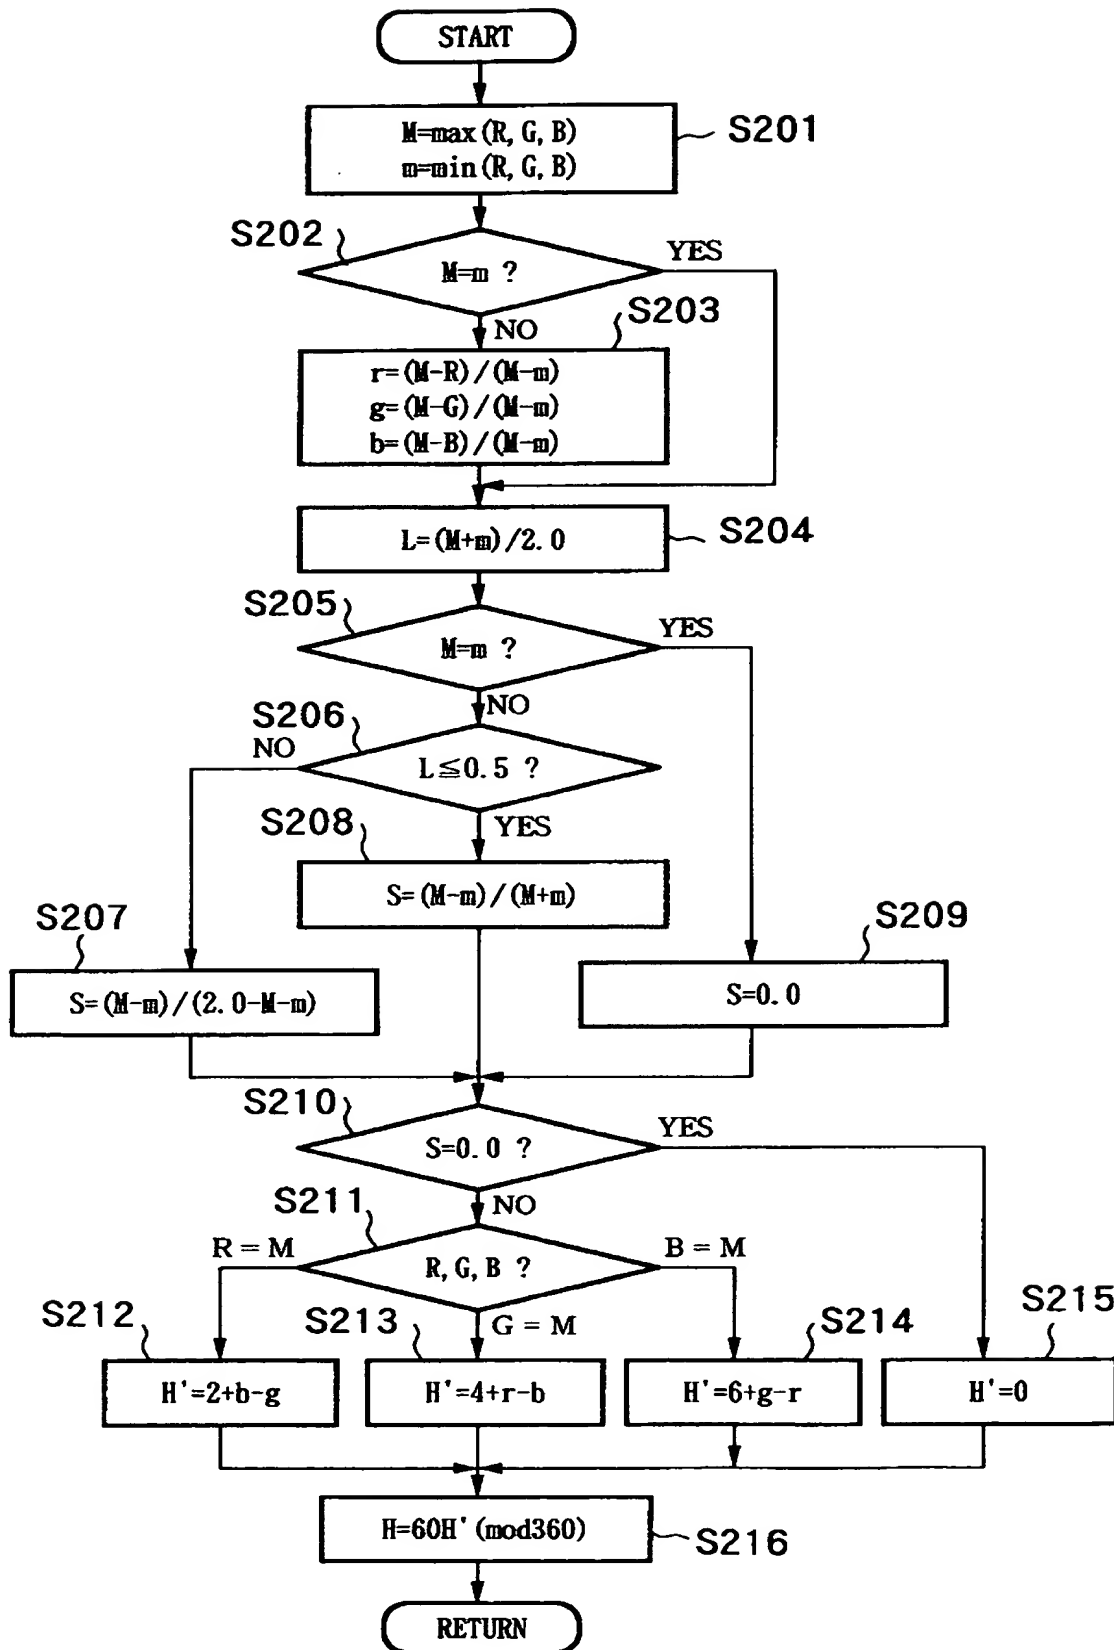 START
M=max(R, G, B)
m=min(R, G, B)
S201
S202
M=m ?
YES
NO
S203
r=(M-R)/(M-m)
g=(M-G)/(M-m)
b=(M-B)/(M-m)
L=(M+m)/2.0
S204
S205
M=m ?
YES
NO
S206
NO
L≦0.5 ?
YES
S208
S=(M-m)/(M+m)
S207
S=(M-m)/(2.0-M-m)
S209
S=0.0
S210
S=0.0 ?
YES
NO
S211
R = M
R, G, B ?
B = M
G = M
S212
H'=2+b-g
S213
H'=4+r-b
S214
H'=6+g-r
S215
H'=0
H=60H'(mod360)
S216
RETURN